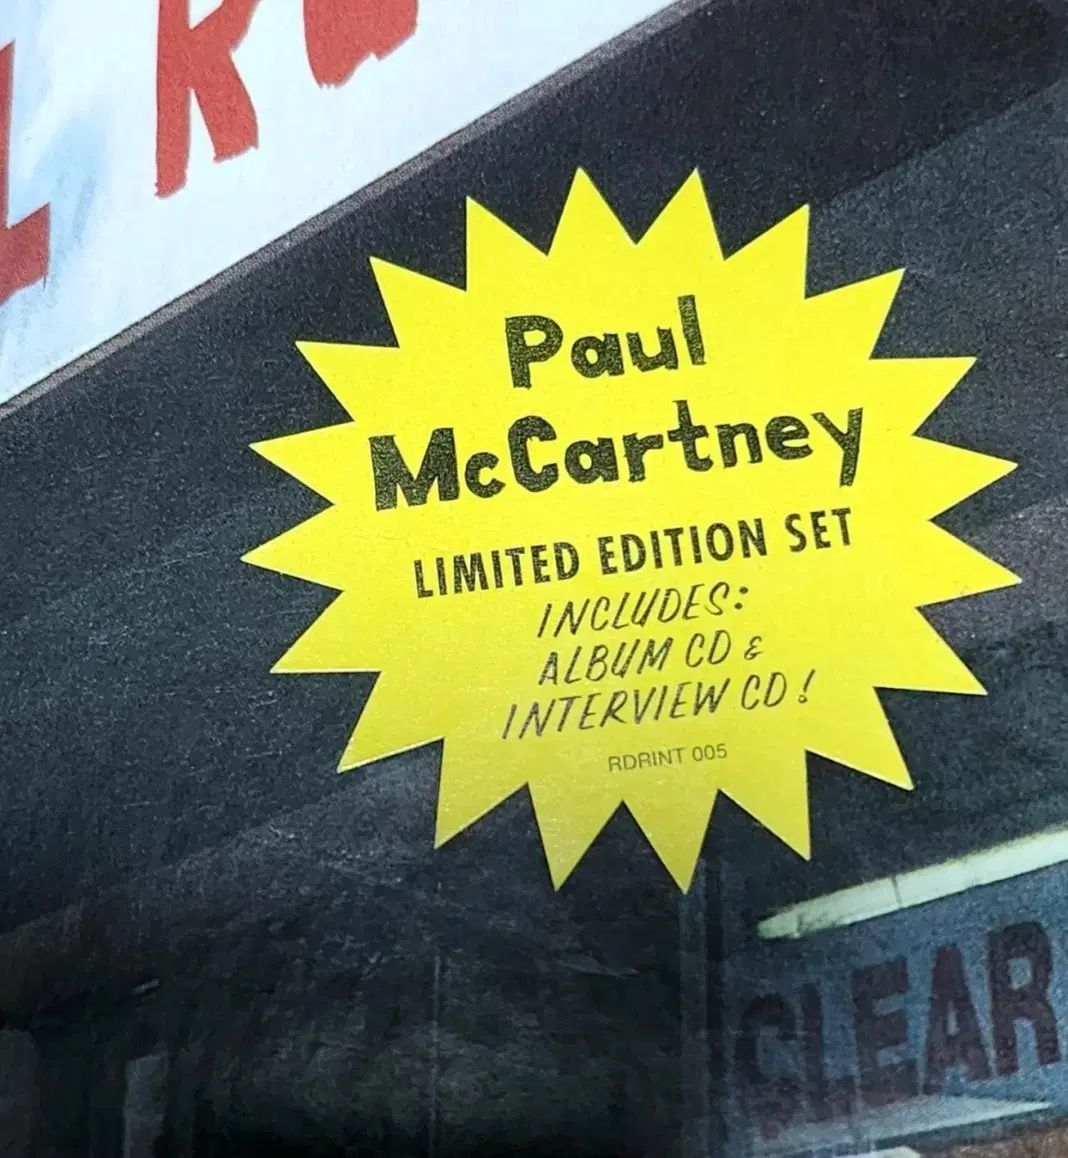 Paul
McCartney
LIMITED EDITION SET
INCLUDES:
ALBUM CD &
INTERVIEW CD!
RDRINT 005
CLEAR